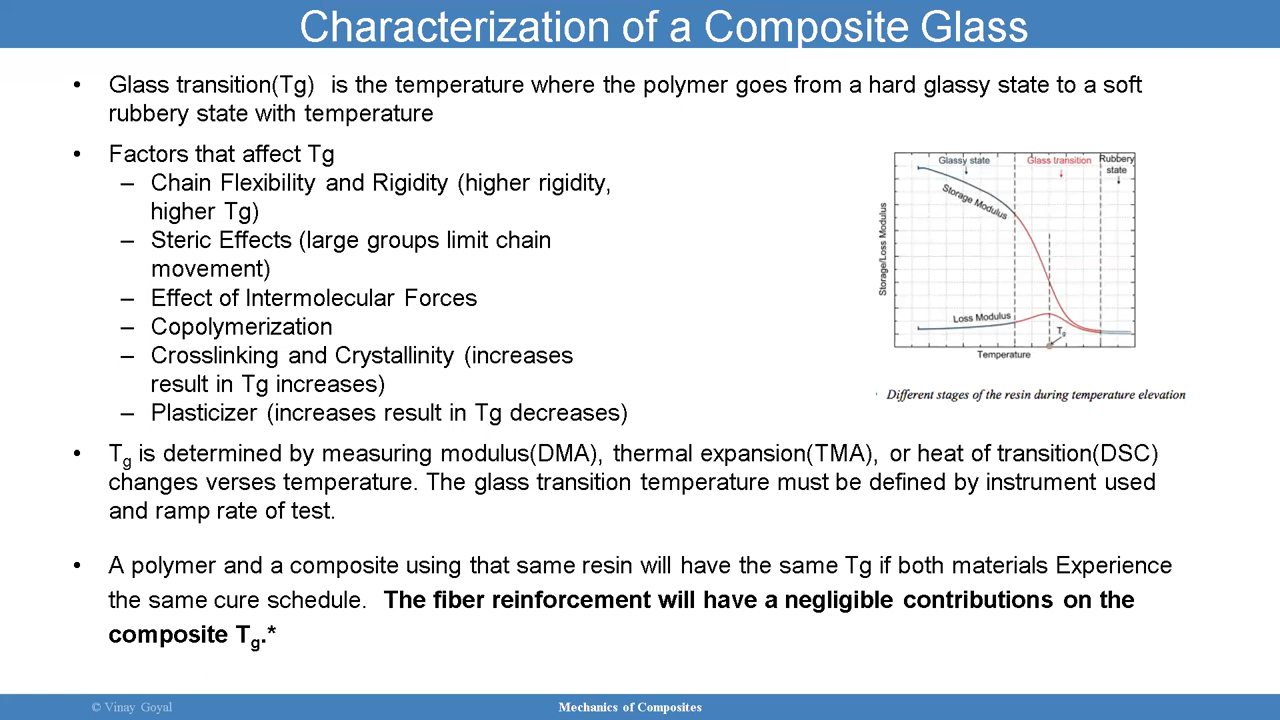 Characterization of a Composite Glass
• Glass transition(Tg) is the temperature where the polymer goes from a hard glassy state to a soft
rubbery state with temperature
• Factors that affect Tg
– Chain Flexibility and Rigidity (higher rigidity,
higher Tg)
– Steric Effects (large groups limit chain
movement)
– Effect of Intermolecular Forces
– Copolymerization
– Crosslinking and Crystallinity (increases
result in Tg increases)
– Plasticizer (increases result in Tg decreases)
Glassy state
Glass transition
Rubbery
state
Storage Modulus
Storage/Loss Modulus
Loss Modulus
Tg
Temperature
Different stages of the resin during temperature elevation
• Tg is determined by measuring modulus(DMA), thermal expansion(TMA), or heat of transition(DSC)
changes verses temperature. The glass transition temperature must be defined by instrument used
and ramp rate of test.
• A polymer and a composite using that same resin will have the same Tg if both materials Experience
the same cure schedule. The fiber reinforcement will have a negligible contributions on the
composite Tg.*
© Vinay Goyal
Mechanics of Composites